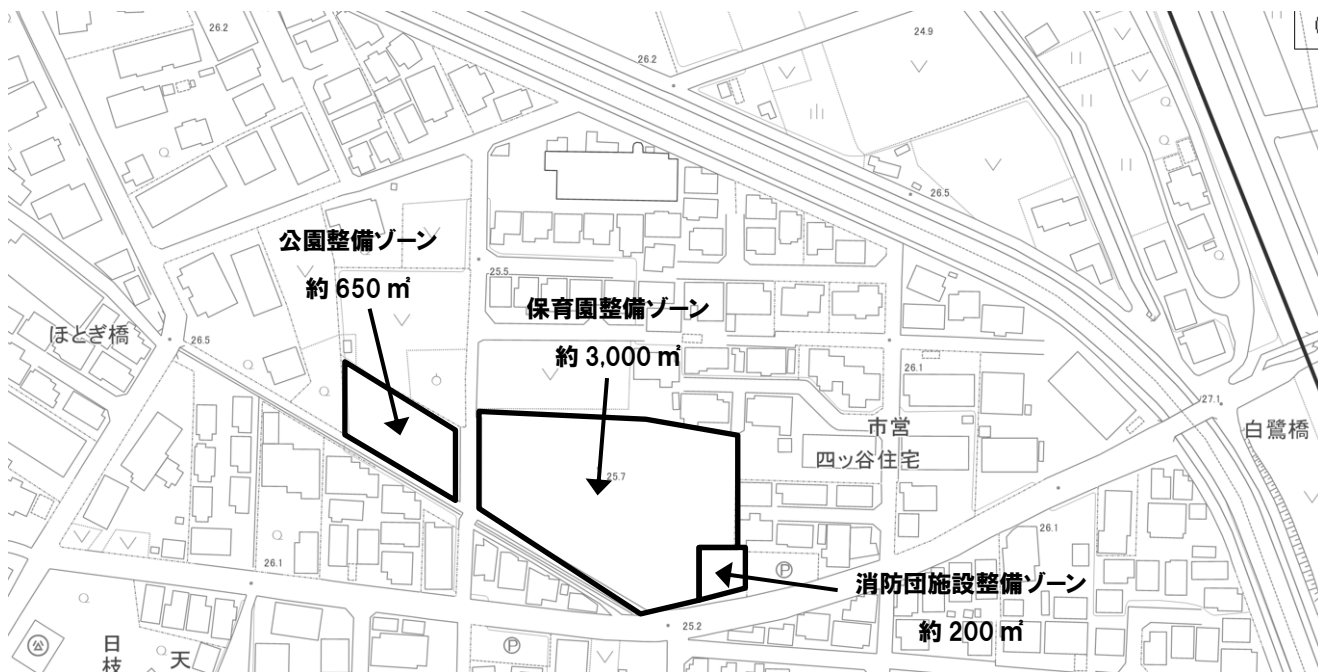 26.2
24.9
26.2
26.5
公園整備ゾーン
約 650 ㎡
25.5
保育園整備ゾーン
約 3,000 ㎡
ほとぎ橋
26.5
26.1
27.1
市営
四ッ谷住宅
白鷺橋
25.7
26.1
26.1
P
消防団施設整備ゾーン
約 200 ㎡
25.2
P
公
日枝
天